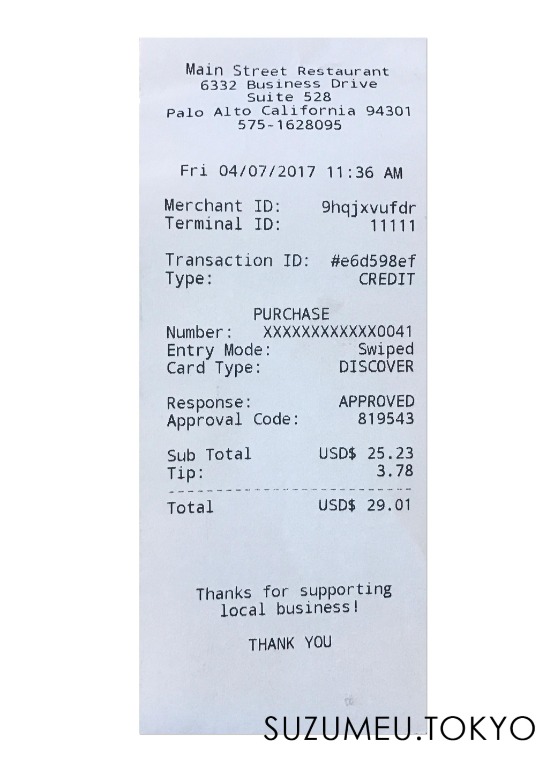 Main Street Restaurant
6332 Business Drive
Suite 528
Palo Alto California 94301
575-1628095
Fri 04/07/2017 11:36 AM
Merchant ID: 9hqjxvufdr
Terminal ID: 11111
Transaction ID: #e6d598ef
Type: CREDIT
PURCHASE
Number: XXXXXXXXXXXX0041
Entry Mode: Swiped
Card Type: DISCOVER
Response: APPROVED
Approval Code: 819543
Sub Total USD$ 25.23
Tip: 3.78
Total USD$ 29.01
Thanks for supporting
local business!
THANK YOU
SUZUMEU.TOKYO